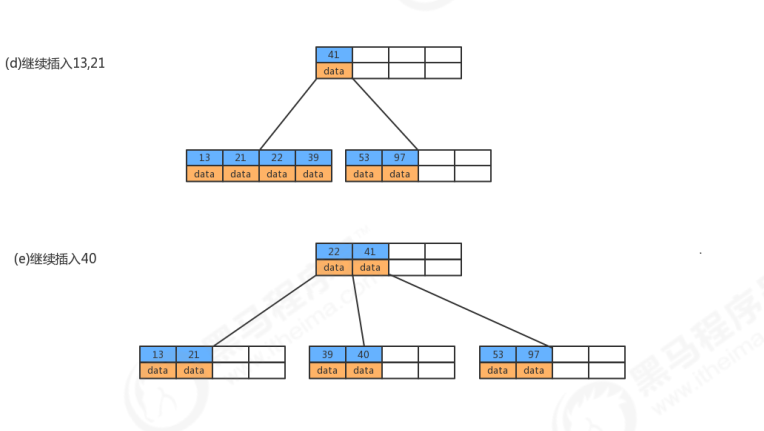 (d)继续插入13,21
41
data
13 21 22 39 53 97
data data data data data data
(e)继续插入40
22 41
data data
13 21 39 40 53 97
data data data data data data
黑马程序员
www.itheima.com
黑马程序
www.itheima